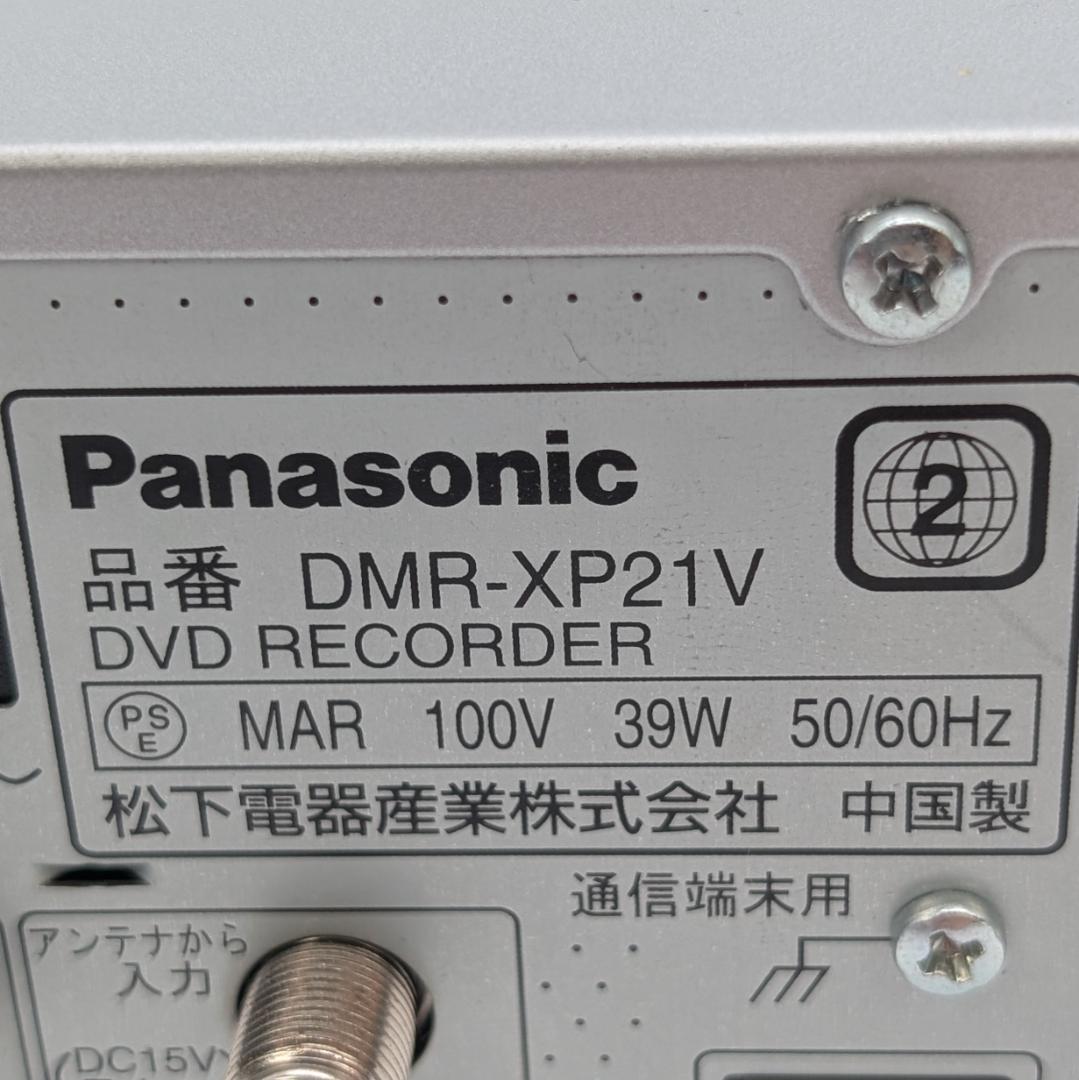 Panasonic
2
品番 DMR-XP21V
DVD RECORDER
PSE MAR 100V 39W 50/60Hz
松下電器産業株式会社 中国製
通信端末用
アンテナから
入力
(DC15V